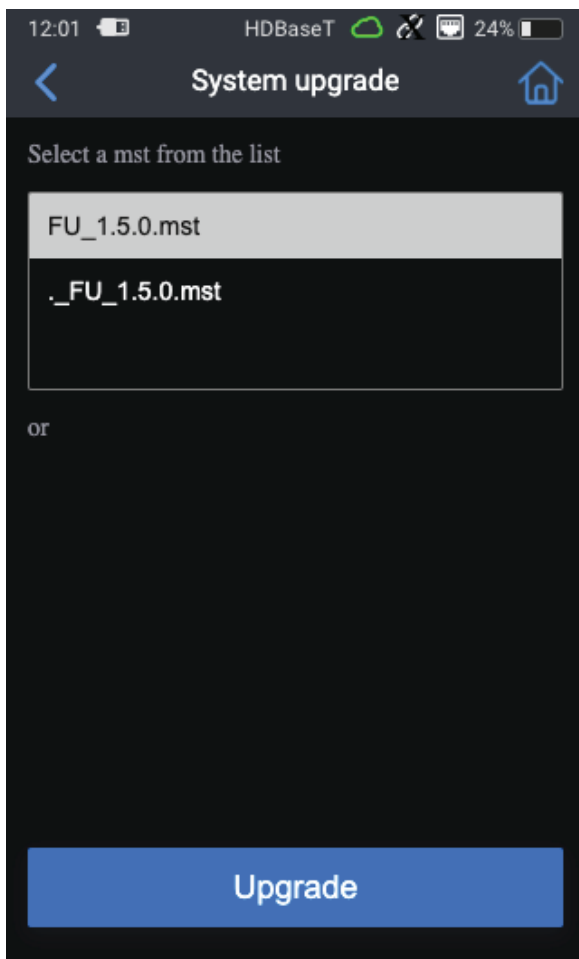 12:01 HDBaseT 24%
System upgrade
Select a mst from the list
FU_1.5.0.mst
._FU_1.5.0.mst
or
Upgrade